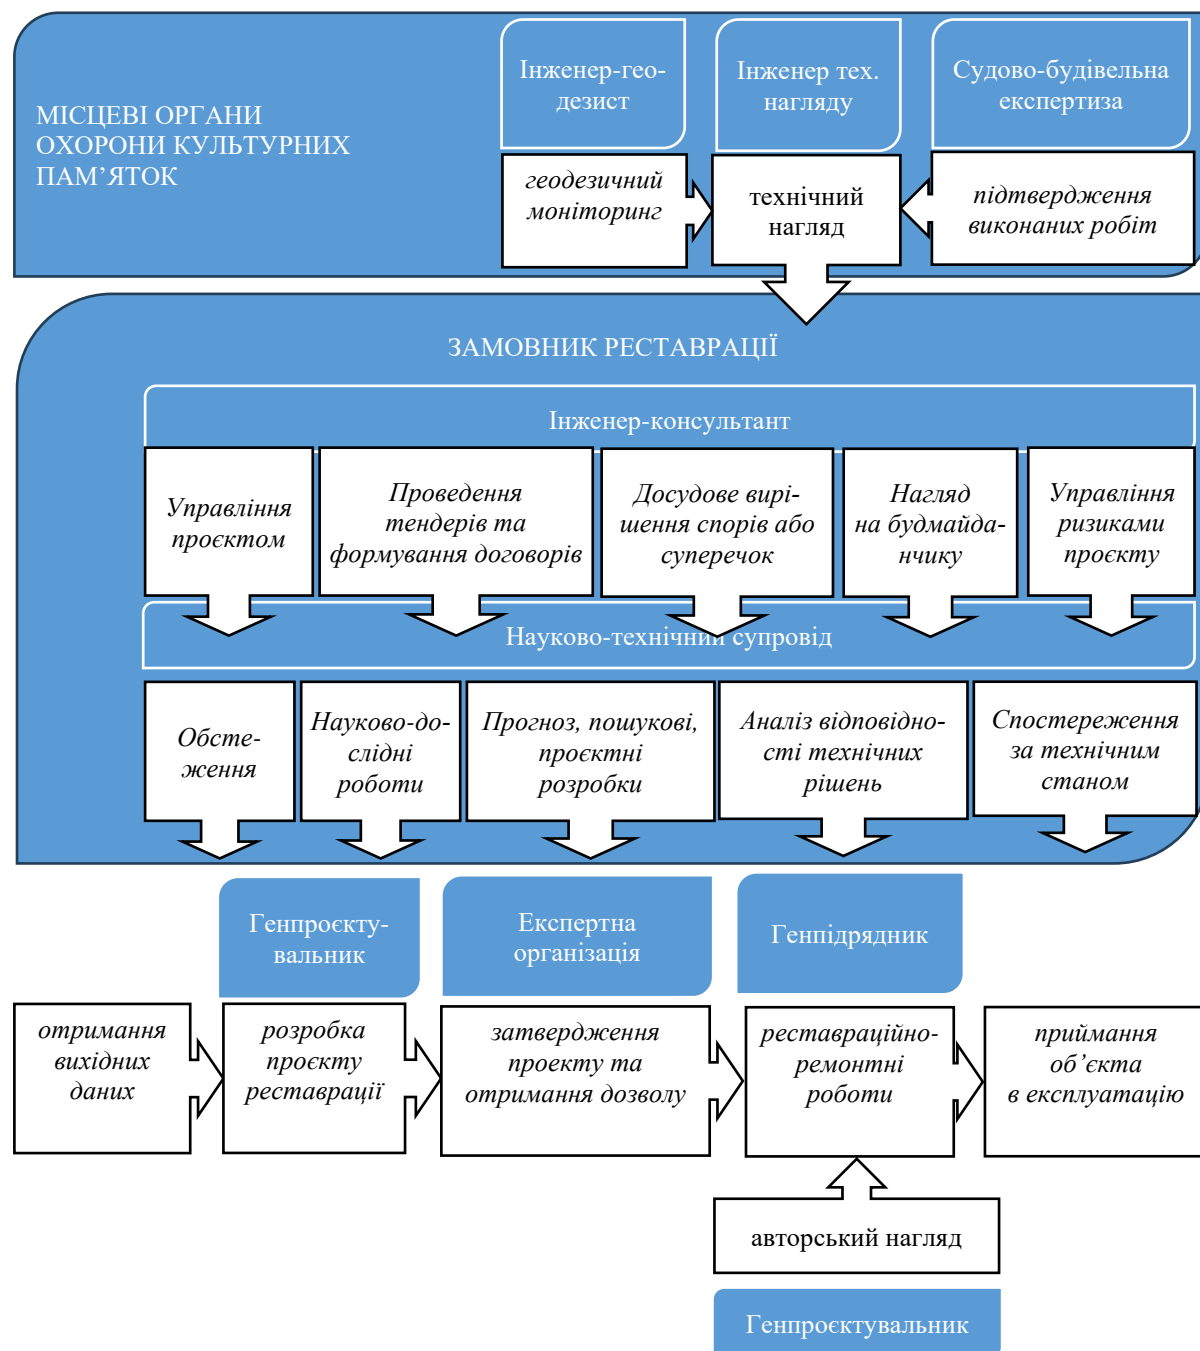 МІСЦЕВІ ОРГАНИ
ОХОРОНИ КУЛЬТУРНИХ
ПАМ’ЯТОК
Інженер-гео-
дезист
Інженер тех.
нагляду
Судово-будівельна
експертиза
геодезичний
моніторинг
технічний
нагляд
підтвердження
виконаних робіт
ЗАМОВНИК РЕСТАВРАЦІЇ
Інженер-консультант
Управління
проєктом
Проведення
тендерів та
формування договорів
Досудове вирі-
шення спорів або
суперечок
Нагляд
на будмайда-
нчику
Управління
ризиками
проєкту
Науково-технічний супровід
Обсте-
ження
Науково-до-
слідні
роботи
Прогноз, пошукові,
проєктні
розробки
Аналіз відповідно-
сті технічних
рішень
Спостереження
за технічним
станом
Генпроєкту-
вальник
Експертна
організація
Генпідрядник
отримання
вихідних
даних
розробка
проєкту
реставрації
затвердження
проекту та
отримання дозволу
реставраційно-
ремонтні
роботи
приймання
об’єкта
в експлуатацію
авторський нагляд
Генпроєктувальник